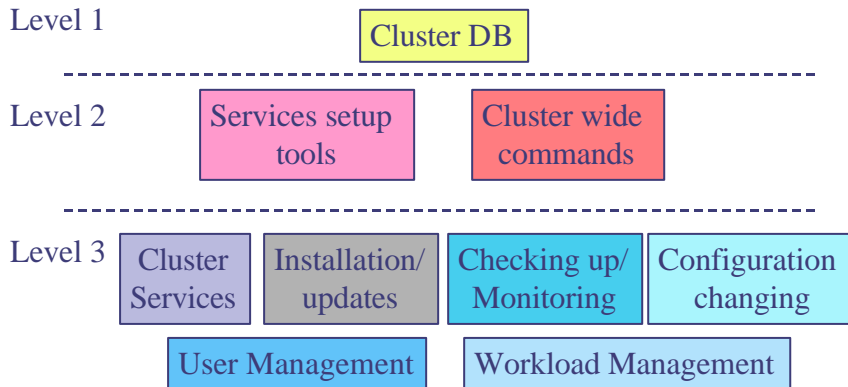 Level 1
Cluster DB
Level 2
Services setup
tools
Cluster wide
commands
Level 3
Cluster
Services
Installation/
updates
Checking up/
Monitoring
Configuration
changing
User Management
Workload Management